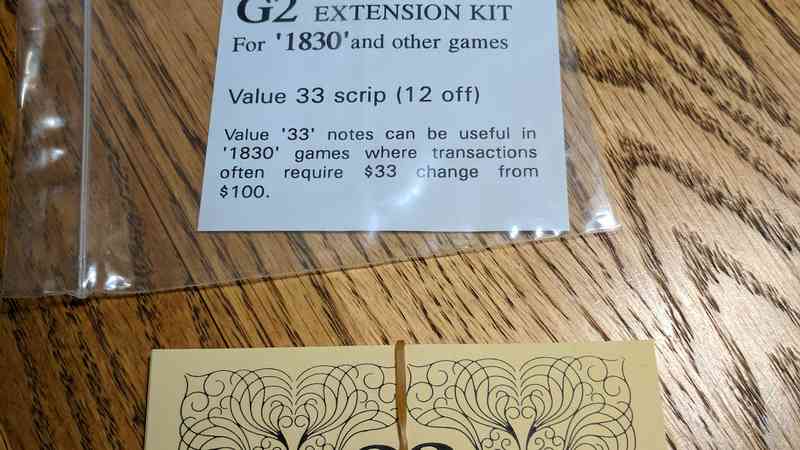 G2 EXTENSION KIT
For '1830' and other games
Value 33 scrip (12 off)
Value '33' notes can be useful in
'1830' games where transactions
often require $33 change from
$100.